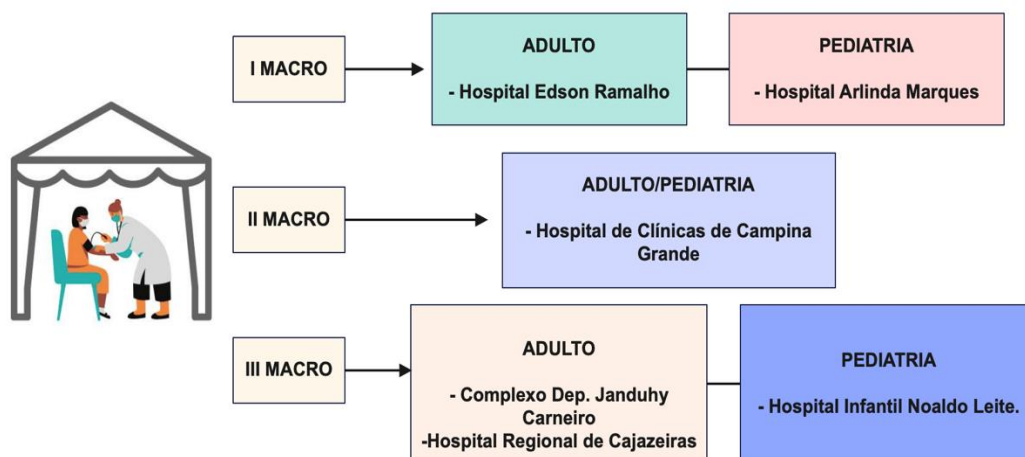 I MACRO
ADULTO
- Hospital Edson Ramalho
PEDIATRIA
- Hospital Arlinda Marques
II MACRO
ADULTO/PEDIATRIA
- Hospital de Clínicas de Campina
Grande
III MACRO
ADULTO
- Complexo Dep. Janduhy
Carneiro
-Hospital Regional de Cajazeiras
PEDIATRIA
- Hospital Infantil Noaldo Leite.